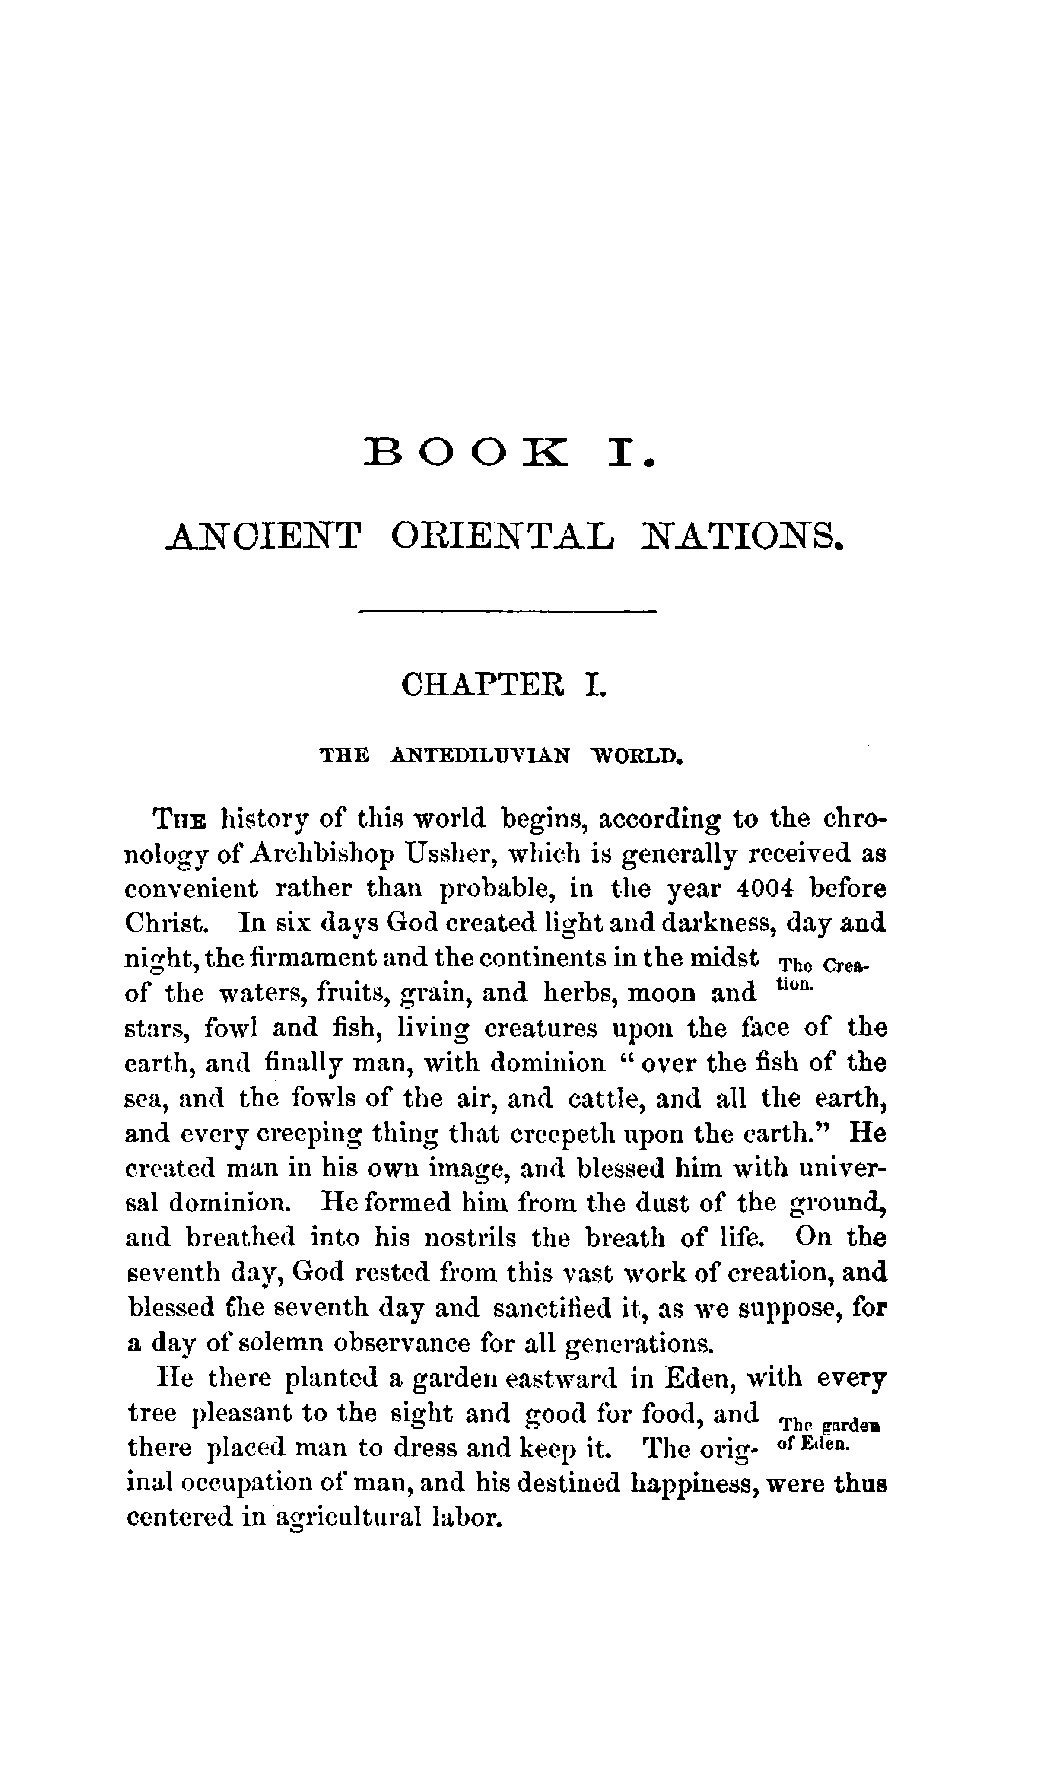 BOOK I.
ANCIENT ORIENTAL NATIONS.
CHAPTER I.
THE ANTEDILUVIAN WORLD.
THE history of this world begins, according to the chro-
nology of Archbishop Ussher, which is generally received as
convenient rather than probable, in the year 4004 before
Christ. In six days God created light and darkness, day and
night, the firmament and the continents in the midst
of the waters, fruits, grain, and herbs, moon and
The Crea-
tion.
stars, fowl and fish, living creatures upon the face of the
earth, and finally man, with dominion “over the fish of the
sea, and the fowls of the air, and cattle, and all the earth,
and every creeping thing that creepeth upon the earth.” He
created man in his own image, and blessed him with univer-
sal dominion. He formed him from the dust of the ground,
and breathed into his nostrils the breath of life. On the
seventh day, God rested from this vast work of creation, and
blessed the seventh day and sanctified it, as we suppose, for
a day of solemn observance for all generations.
He there planted a garden eastward in Eden, with every
tree pleasant to the sight and good for food, and
there placed man to dress and keep it. The orig-
The garden
of Eden.
inal occupation of man, and his destined happiness, were thus
centered in agricultural labor.